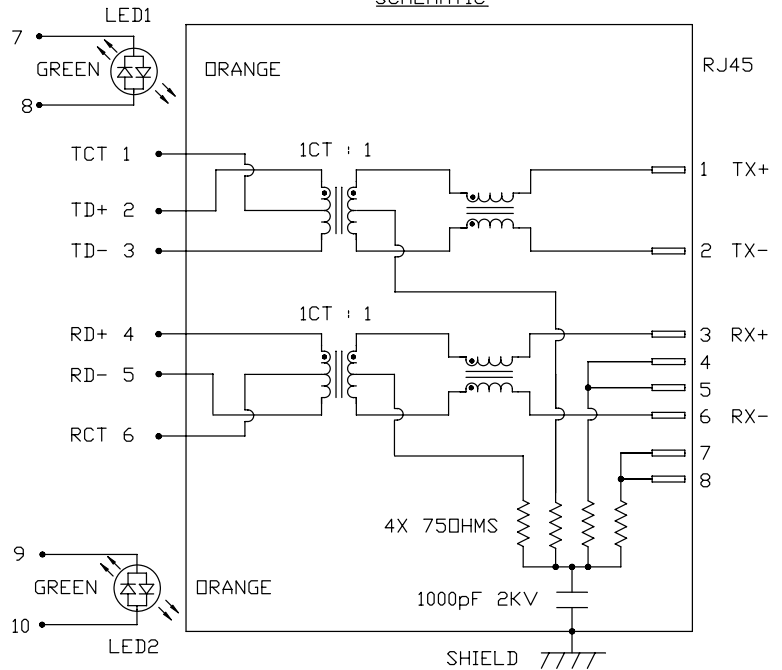 SCHEMATIC
LED1
7
GREEN
ORANGE
8
RJ45
TCT 1
1CT : 1
1 TX+
TD+ 2
TD- 3
2 TX-
1CT : 1
RD+ 4
3 RX+
4
RD- 5
5
6 RX-
RCT 6
7
8
4X 75OHMS
9
GREEN
ORANGE
1000pF 2KV
10
LED2
SHIELD